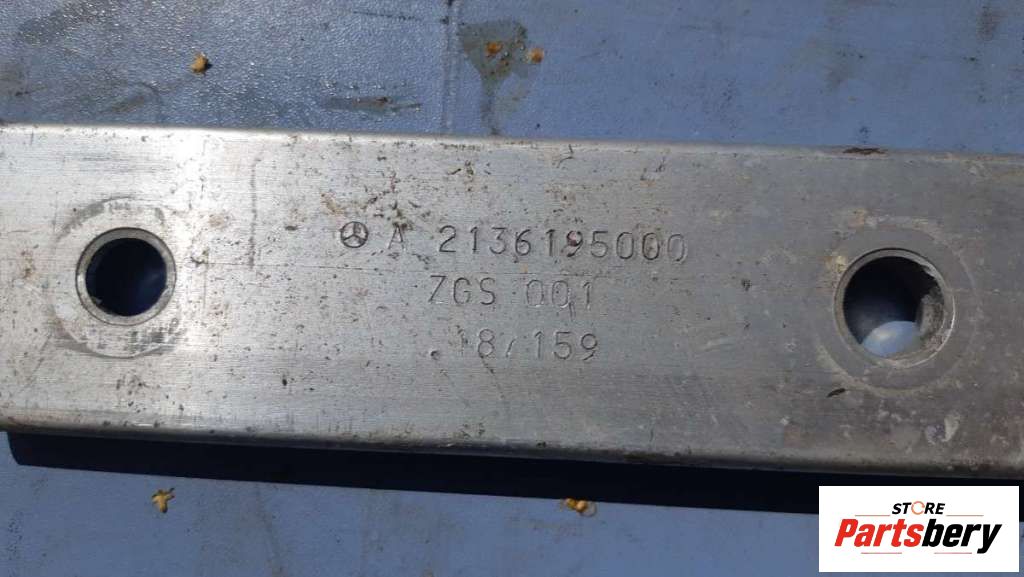 A 2136195000
ZGS 001
18/159
STORE
Partsbery